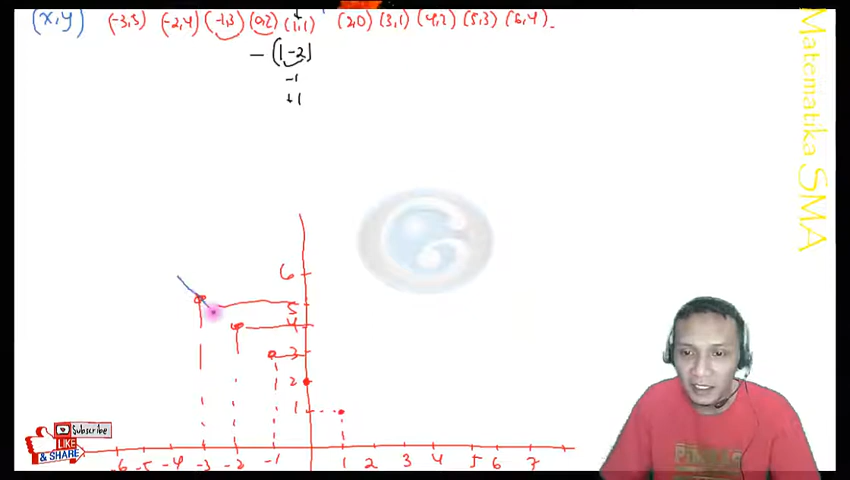 (x,y) (-3,5) (-2,4) (-1,3) (0,2) (1,1) (2,0) (3,1) (4,2) (5,3) (6,4)
- (1-2)
-1
+1
6
5
4
3
2
1
-6 -5 -4 -3 -2 -1 1 2 3 4 5 6 7
Matematika SMA
Subscribe
LIKE
& SHARE